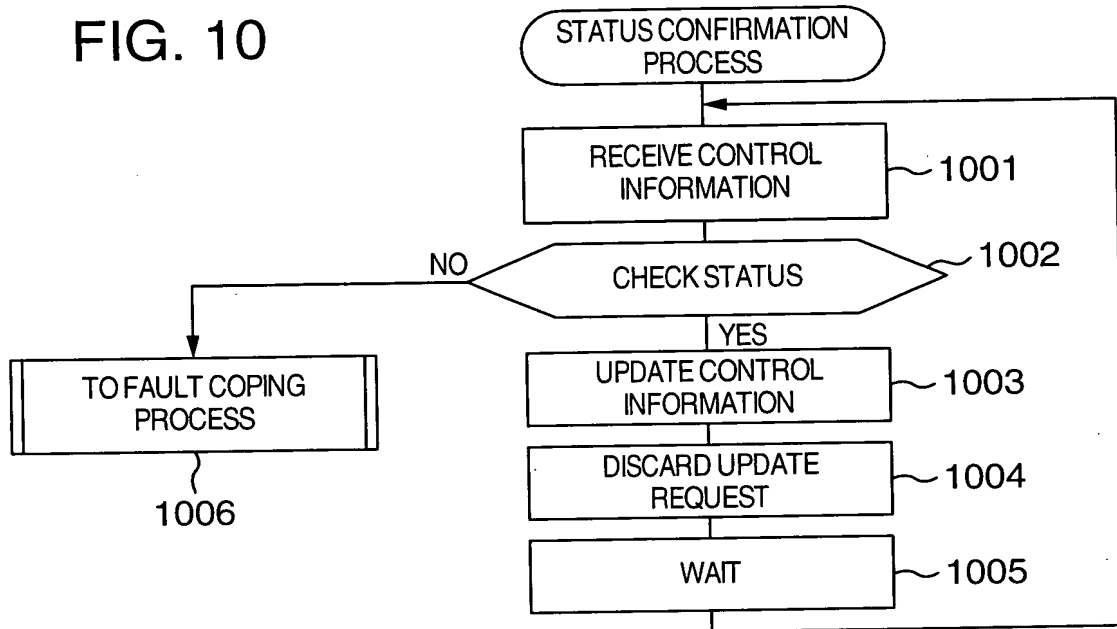 FIG. 10
STATUS CONFIRMATION
PROCESS
RECEIVE CONTROL
INFORMATION
1001
CHECK STATUS
1002
NO
YES
TO FAULT COPING
PROCESS
1006
UPDATE CONTROL
INFORMATION
1003
DISCARD UPDATE
REQUEST
1004
WAIT
1005